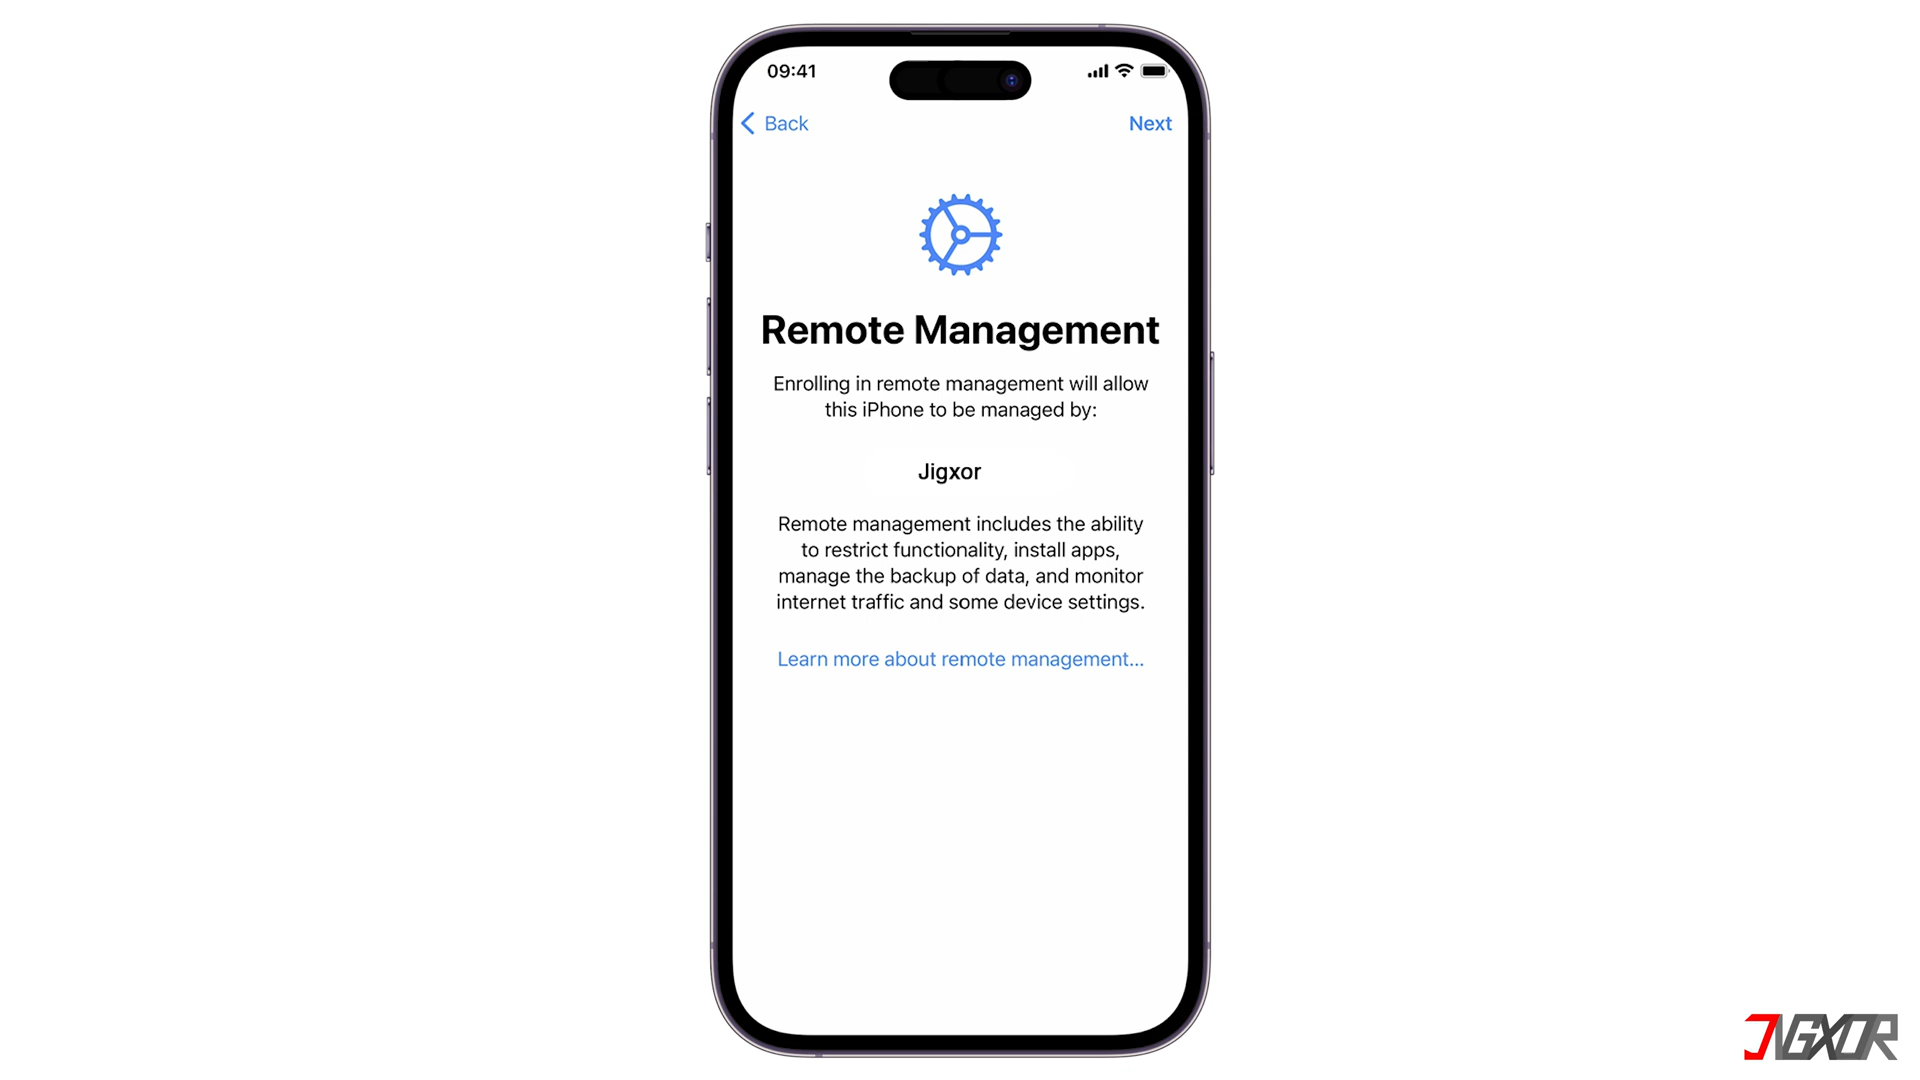 09:41
Back
Next
Remote Management
Enrolling in remote management will allow
this iPhone to be managed by:
Jigxor
Remote management includes the ability
to restrict functionality, install apps,
manage the backup of data, and monitor
internet traffic and some device settings.
Learn more about remote management...
JIGXOR